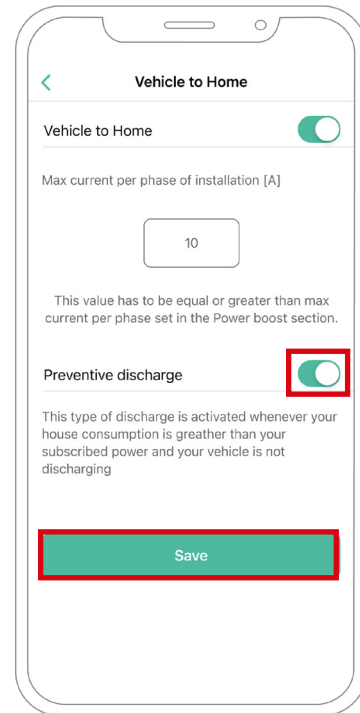 Vehicle to Home
Vehicle to Home
Max current per phase of installation [A]
10
This value has to be equal or greater than max
current per phase set in the Power boost section.
Preventive discharge
This type of discharge is activated whenever your
house consumption is greather than your
subscribed power and your vehicle is not
discharging
Save